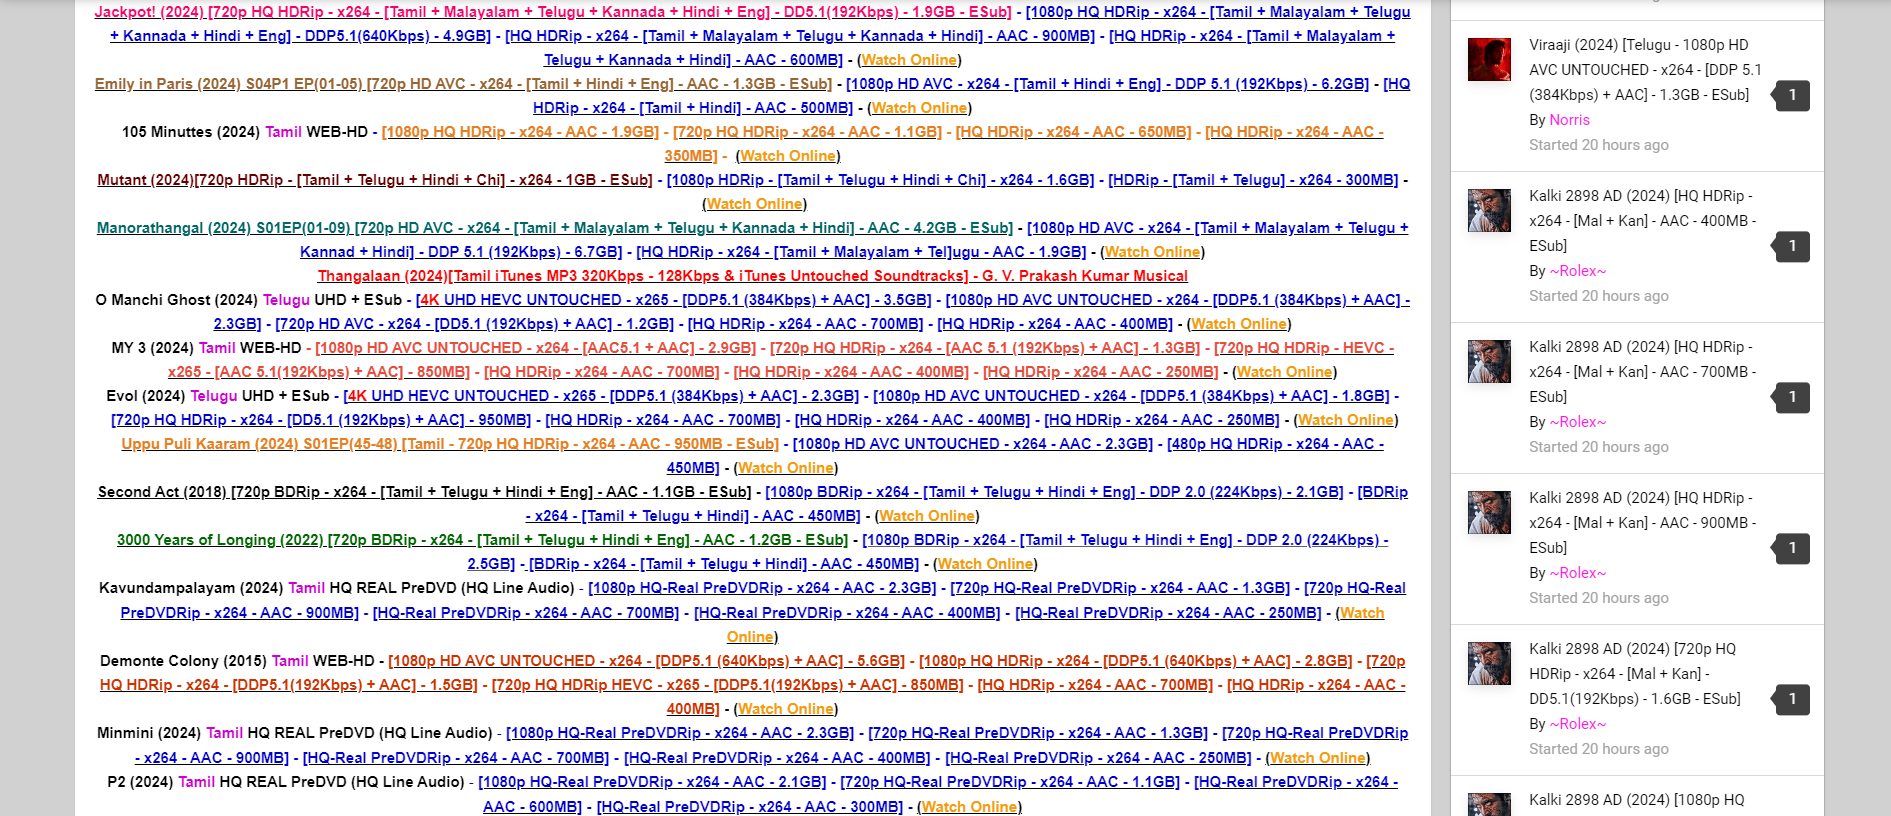 Jackpot! (2024) [720p HQ HDRip - x264 - [Tamil + Malayalam + Telugu + Kannada + Hindi + Eng] - DD5.1(192Kbps) - 1.9GB - ESub] - [1080p HQ HDRip - x264 - [Tamil + Malayalam + Telugu
+ Kannada + Hindi + Eng] - DDP5.1(640Kbps) - 4.9GB] - [HQ HDRip - x264 - [Tamil + Malayalam + Telugu + Kannada + Hindi] - AAC - 900MB] - [HQ HDRip - x264 - [Tamil + Malayalam +
Telugu + Kannada + Hindi] - AAC - 600MB] - (Watch Online)
Emily in Paris (2024) S04P1 EP(01-05) [720p HD AVC - x264 - [Tamil + Hindi + Eng] - AAC - 1.3GB - ESub] - [1080p HD AVC - x264 - [Tamil + Hindi + Eng] - DDP 5.1 (192Kbps) - 6.2GB] - [HQ
HDRip - x264 - [Tamil + Hindi] - AAC - 500MB] - (Watch Online)
105 Minuttes (2024) Tamil WEB-HD - [1080p HQ HDRip - x264 - AAC - 1.9GB] - [720p HQ HDRip - x264 - AAC - 1.1GB] - [HQ HDRip - x264 - AAC - 650MB] - [HQ HDRip - x264 - AAC -
350MB] - (Watch Online)
Mutant (2024)[720p HDRip - [Tamil + Telugu + Hindi + Chi] - x264 - 1GB - ESub] - [1080p HDRip - [Tamil + Telugu + Hindi + Chi] - x264 - 1.6GB] - [HDRip - [Tamil + Telugu] - x264 - 300MB] -
(Watch Online)
Manorathangal (2024) S01EP(01-09) [720p HD AVC - x264 - [Tamil + Malayalam + Telugu + Kannada + Hindi] - AAC - 4.2GB - ESub] - [1080p HD AVC - x264 - [Tamil + Malayalam + Telugu +
Kannad + Hindi] - DDP 5.1 (192Kbps) - 6.7GB] - [HQ HDRip - x264 - [Tamil + Malayalam + Tel]ugu - AAC - 1.9GB] - (Watch Online)
Thangalaan (2024)[Tamil iTunes MP3 320Kbps - 128Kbps & iTunes Untouched Soundtracks] - G. V. Prakash Kumar Musical
O Manchi Ghost (2024) Telugu UHD + ESub - [4K UHD HEVC UNTOUCHED - x265 - [DDP5.1 (384Kbps) + AAC] - 3.5GB] - [1080p HD AVC UNTOUCHED - x264 - [DDP5.1 (384Kbps) + AAC] -
2.3GB] - [720p HD AVC - x264 - [DD5.1 (192Kbps) + AAC] - 1.2GB] - [HQ HDRip - x264 - AAC - 700MB] - [HQ HDRip - x264 - AAC - 400MB] - (Watch Online)
MY 3 (2024) Tamil WEB-HD - [1080p HD AVC UNTOUCHED - x264 - [AAC5.1 + AAC] - 2.9GB] - [720p HQ HDRip - x264 - [AAC 5.1 (192Kbps) + AAC] - 1.3GB] - [720p HQ HDRip - HEVC -
x265 - [AAC 5.1(192Kbps) + AAC] - 850MB] - [HQ HDRip - x264 - AAC - 700MB] - [HQ HDRip - x264 - AAC - 400MB] - [HQ HDRip - x264 - AAC - 250MB] - (Watch Online)
Evol (2024) Telugu UHD + ESub - [4K UHD HEVC UNTOUCHED - x265 - [DDP5.1 (384Kbps) + AAC] - 2.3GB] - [1080p HD AVC UNTOUCHED - x264 - [DDP5.1 (384Kbps) + AAC] - 1.8GB] -
[720p HQ HDRip - x264 - [DD5.1 (192Kbps) + AAC] - 950MB] - [HQ HDRip - x264 - AAC - 700MB] - [HQ HDRip - x264 - AAC - 400MB] - [HQ HDRip - x264 - AAC - 250MB] - (Watch Online)
Uppu Puli Kaaram (2024) S01EP(45-48) [Tamil - 720p HQ HDRip - x264 - AAC - 950MB - ESub] - [1080p HD AVC UNTOUCHED - x264 - AAC - 2.3GB] - [480p HQ HDRip - x264 - AAC -
450MB] - (Watch Online)
Second Act (2018) [720p BDRip - x264 - [Tamil + Telugu + Hindi + Eng] - AAC - 1.1GB - ESub] - [1080p BDRip - x264 - [Tamil + Telugu + Hindi + Eng] - DDP 2.0 (224Kbps) - 2.1GB] - [BDRip
- x264 - [Tamil + Telugu + Hindi] - AAC - 450MB] - (Watch Online)
3000 Years of Longing (2022) [720p BDRip - x264 - [Tamil + Telugu + Hindi + Eng] - AAC - 1.2GB - ESub] - [1080p BDRip - x264 - [Tamil + Telugu + Hindi + Eng] - DDP 2.0 (224Kbps) -
2.5GB] - [BDRip - x264 - [Tamil + Telugu + Hindi] - AAC - 450MB] - (Watch Online)
Kavundampalayam (2024) Tamil HQ REAL PreDVD (HQ Line Audio) - [1080p HQ-Real PreDVDRip - x264 - AAC - 2.3GB] - [720p HQ-Real PreDVDRip - x264 - AAC - 1.3GB] - [720p HQ-Real
PreDVDRip - x264 - AAC - 900MB] - [HQ-Real PreDVDRip - x264 - AAC - 700MB] - [HQ-Real PreDVDRip - x264 - AAC - 400MB] - [HQ-Real PreDVDRip - x264 - AAC - 250MB] - (Watch
Online)
Demonte Colony (2015) Tamil WEB-HD - [1080p HD AVC UNTOUCHED - x264 - [DDP5.1 (640Kbps) + AAC] - 5.6GB] - [1080p HQ HDRip - x264 - [DDP5.1 (640Kbps) + AAC] - 2.8GB] - [720p
HQ HDRip - x264 - [DDP5.1(192Kbps) + AAC] - 1.5GB] - [720p HQ HDRip HEVC - x265 - [DDP5.1(192Kbps) + AAC] - 850MB] - [HQ HDRip - x264 - AAC - 700MB] - [HQ HDRip - x264 - AAC -
400MB] - (Watch Online)
Minmini (2024) Tamil HQ REAL PreDVD (HQ Line Audio) - [1080p HQ-Real PreDVDRip - x264 - AAC - 2.3GB] - [720p HQ-Real PreDVDRip - x264 - AAC - 1.3GB] - [720p HQ-Real PreDVDRip
- x264 - AAC - 900MB] - [HQ-Real PreDVDRip - x264 - AAC - 700MB] - [HQ-Real PreDVDRip - x264 - AAC - 400MB] - [HQ-Real PreDVDRip - x264 - AAC - 250MB] - (Watch Online)
P2 (2024) Tamil HQ REAL PreDVD (HQ Line Audio) - [1080p HQ-Real PreDVDRip - x264 - AAC - 2.1GB] - [720p HQ-Real PreDVDRip - x264 - AAC - 1.1GB] - [HQ-Real PreDVDRip - x264 -
AAC - 600MB] - [HQ-Real PreDVDRip - x264 - AAC - 300MB] - (Watch Online)
Viraaji (2024) [Telugu - 1080p HD
AVC UNTOUCHED - x264 - [DDP 5.1
(384Kbps) + AAC] - 1.3GB - ESub]
1
By Norris
Started 20 hours ago
Kalki 2898 AD (2024) [HQ HDRip -
x264 - [Mal + Kan] - AAC - 400MB -
ESub]
1
By ~Rolex~
Started 20 hours ago
Kalki 2898 AD (2024) [HQ HDRip -
x264 - [Mal + Kan] - AAC - 700MB -
ESub]
1
By ~Rolex~
Started 20 hours ago
Kalki 2898 AD (2024) [HQ HDRip -
x264 - [Mal + Kan] - AAC - 900MB -
ESub]
1
By ~Rolex~
Started 20 hours ago
Kalki 2898 AD (2024) [720p HQ
HDRip - x264 - [Mal + Kan] -
DD5.1(192Kbps) - 1.6GB - ESub]
1
By ~Rolex~
Started 20 hours ago
Kalki 2898 AD (2024) [1080p HQ